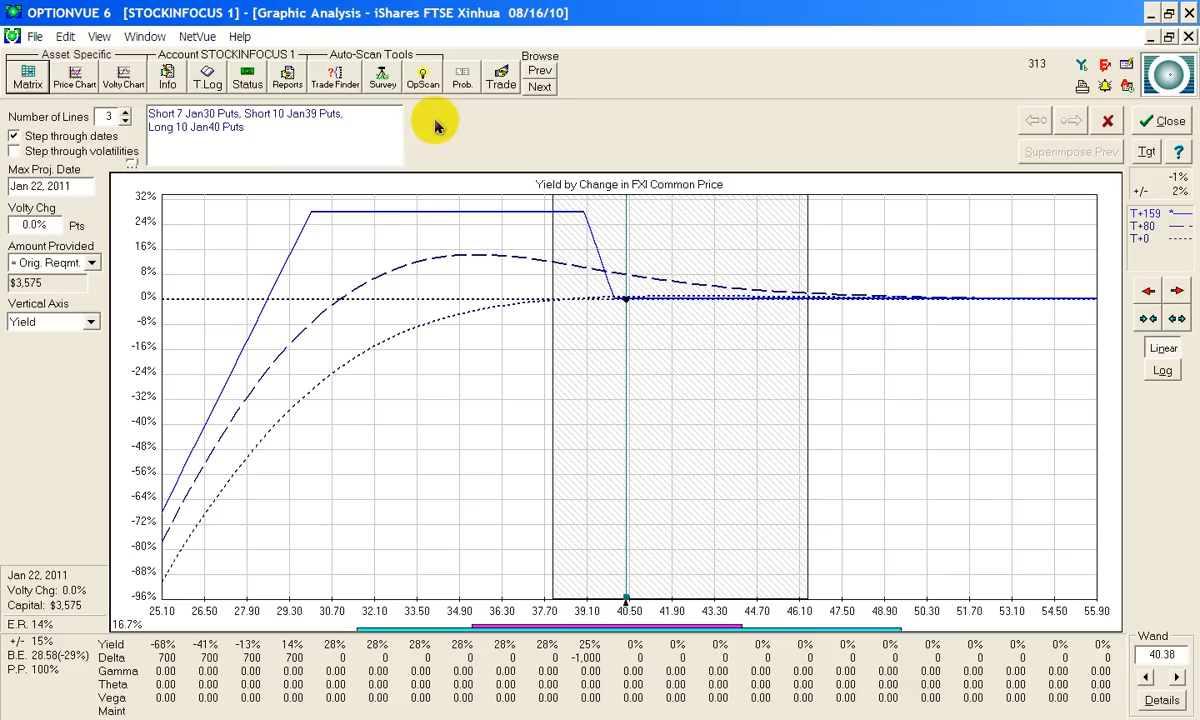 OPTIONVUE 6 [STOCKINFOCUS 1] - [Graphic Analysis - iShares FTSE Xinhua 08/16/10]
File Edit View Window NetVue Help
Asset Specific Account STOCKINFOCUS 1 Auto-Scan Tools Browse
Matrix Price Chart Volty Chart Info T.Log Status Reports Trade Finder Survey OpScan Prob. Trade Prev Next
313
Number of Lines 3
Step through dates
Step through volatilities
Short 7 Jan30 Puts, Short 10 Jan39 Puts,
Long 10 Jan40 Puts
Close
Superimpose Prev Tgt ?
Max Proj. Date
Jan 22, 2011
Volty Chg
0.0% Pts
Amount Provided
= Orig. Reqmt.
$3,575
Vertical Axis
Yield
Yield by Change in FXI Common Price
32%
24%
16%
8%
0%
-8%
-16%
-24%
-32%
-40%
-48%
-56%
-64%
-72%
-80%
-88%
-96%
25.10 26.50 27.90 29.30 30.70 32.10 33.50 34.90 36.30 37.70 39.10 40.50 41.90 43.30 44.70 46.10 47.50 48.90 50.30 51.70 53.10 54.50 55.90
-1%
+/- 2%
T+159
T+80
T+0
Linear
Log
Jan 22, 2011
Volty Chg: 0.0%
Capital: $3,575
E.R. 14% 16.7%
+/- 15%
B.E. 28.58(-29%)
P.P. 100%
Yield -68% -41% -13% 14% 28% 28% 28% 28% 28% 28% 25% 0% 0% 0% 0% 0% 0% 0% 0% 0% 0% 0% 0%
Delta 700 700 700 700 0 0 0 0 0 0 -1,000 0 0 0 0 0 0 0 0 0 0 0 0
Gamma 0.00 0.00 0.00 0.00 0.00 0.00 0.00 0.00 0.00 0.00 0.00 0.00 0.00 0.00 0.00 0.00 0.00 0.00 0.00 0.00 0.00 0.00 0.00
Theta 0.00 0.00 0.00 0.00 0.00 0.00 0.00 0.00 0.00 0.00 0.00 0.00 0.00 0.00 0.00 0.00 0.00 0.00 0.00 0.00 0.00 0.00 0.00
Vega 0.00 0.00 0.00 0.00 0.00 0.00 0.00 0.00 0.00 0.00 0.00 0.00 0.00 0.00 0.00 0.00 0.00 0.00 0.00 0.00 0.00 0.00 0.00
Maint
Wand
40.38
Details